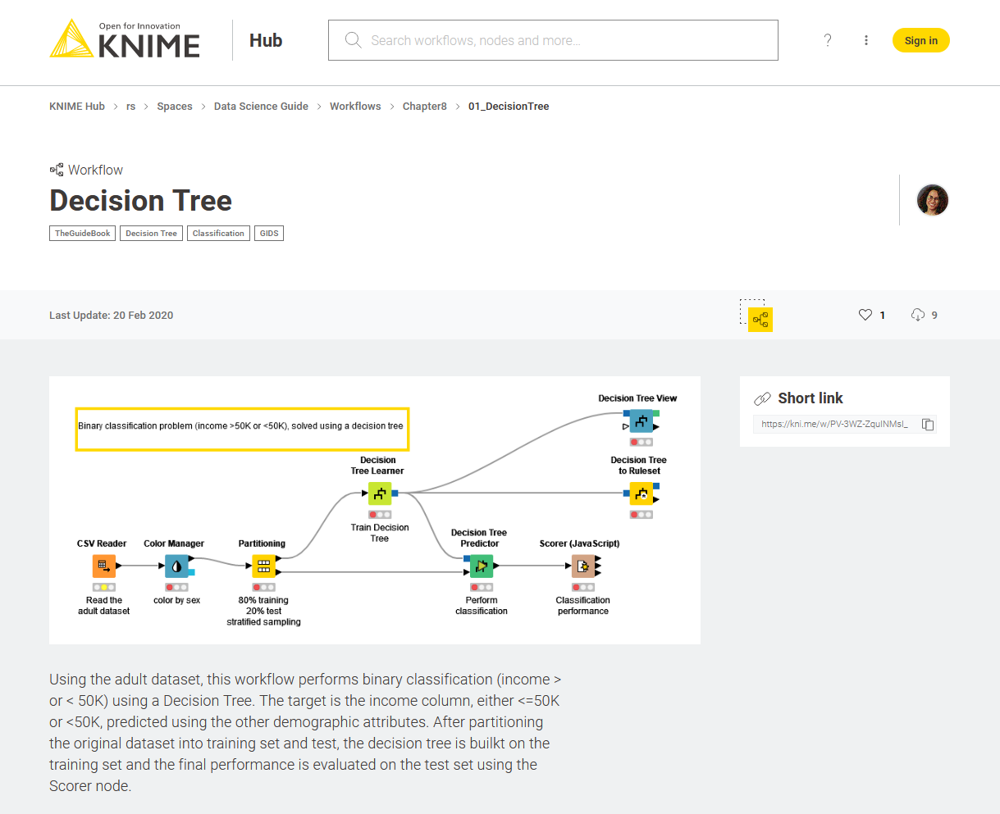 Open for Innovation
KNIME
Hub
Search workflows, nodes and more...
?
Sign in
KNIME Hub > rs > Spaces > Data Science Guide > Workflows > Chapter8 > 01_DecisionTree
Workflow
Decision Tree
TheGuideBook
Decision Tree
Classification
GIDS
Last Update: 20 Feb 2020
1
9
Binary classification problem (income >50K or <50K), solved using a decision tree
Decision
Tree Learner
Train Decision
Tree
Decision Tree View
Decision Tree
to Ruleset
CSV Reader
Read the
adult dataset
Color Manager
color by sex
Partitioning
80% training
20% test
stratified sampling
Decision Tree
Predictor
Perform
classification
Scorer (JavaScript)
Classification
performance
Short link
https://kni.me/w/PV-3WZ-ZquINMsI_
Using the adult dataset, this workflow performs binary classification (income >
or < 50K) using a Decision Tree. The target is the income column, either <=50K
or <50K, predicted using the other demographic attributes. After partitioning
the original dataset into training set and test, the decision tree is builkt on the
training set and the final performance is evaluated on the test set using the
Scorer node.